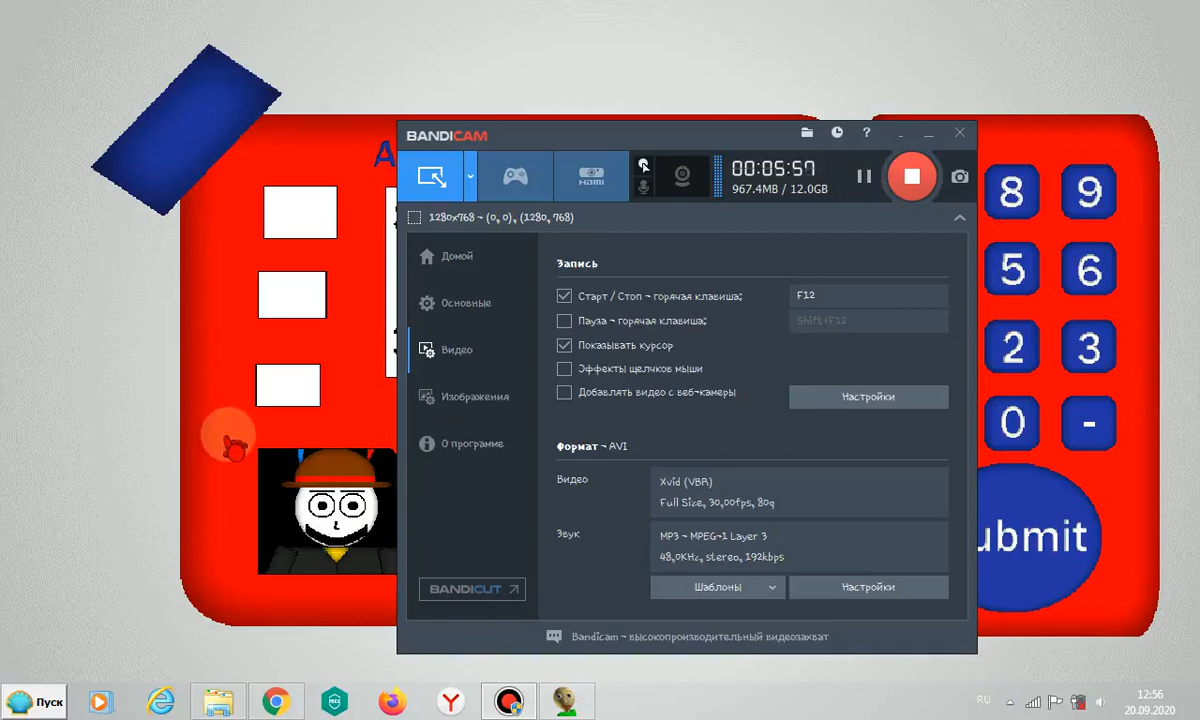 A
BANDICAM
HDMI
00:05:57
967.4MB / 12.0GB
1280x768 - (0, 0), (1280, 768)
Домой
Основные
Видео
Изображения
О программе
BANDICUT
Запись
Старт / Стоп - горячая клавиша:
F12
Пауза - горячая клавиша:
Shift+F12
Показывать курсор
Эффекты щелчков мыши
Добавлять видео с веб-камеры
Настройки
Формат - AVI
Видео
Xvid (VBR)
Full Size, 30,00fps, 80q
Звук
MP3 - MPEG-1 Layer 3
48,0KHz, stereo, 192kbps
Шаблоны
Настройки
Bandicam - высокопроизводительный видеозахват
8 9
5 6
2 3
0 -
ubmit
Пуск
RU
12:56
20.09.2020